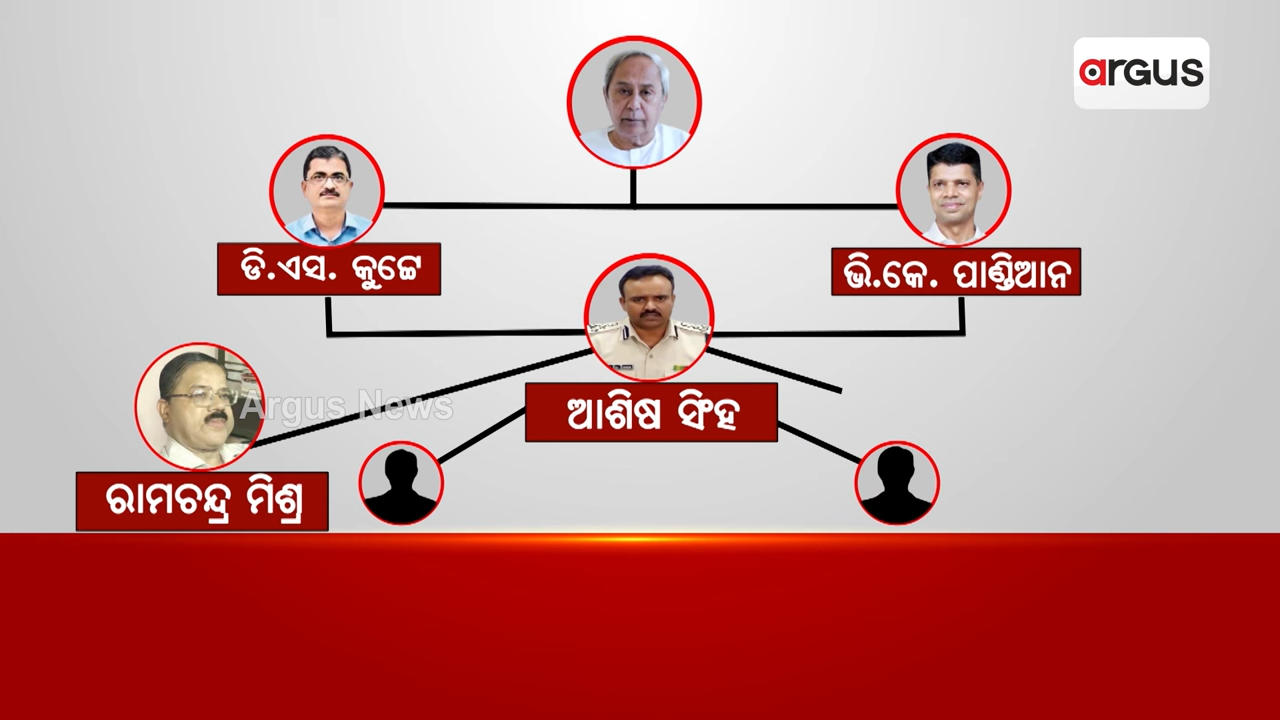 argus
ଡି.ଏସ. କୁଟ୍ଟେ
ଭି.କେ. ପାଣ୍ଡିଆନ
ଆଶିଷ ସିଂହ
Argus News
ରାମଚନ୍ଦ୍ର ମିଶ୍ର